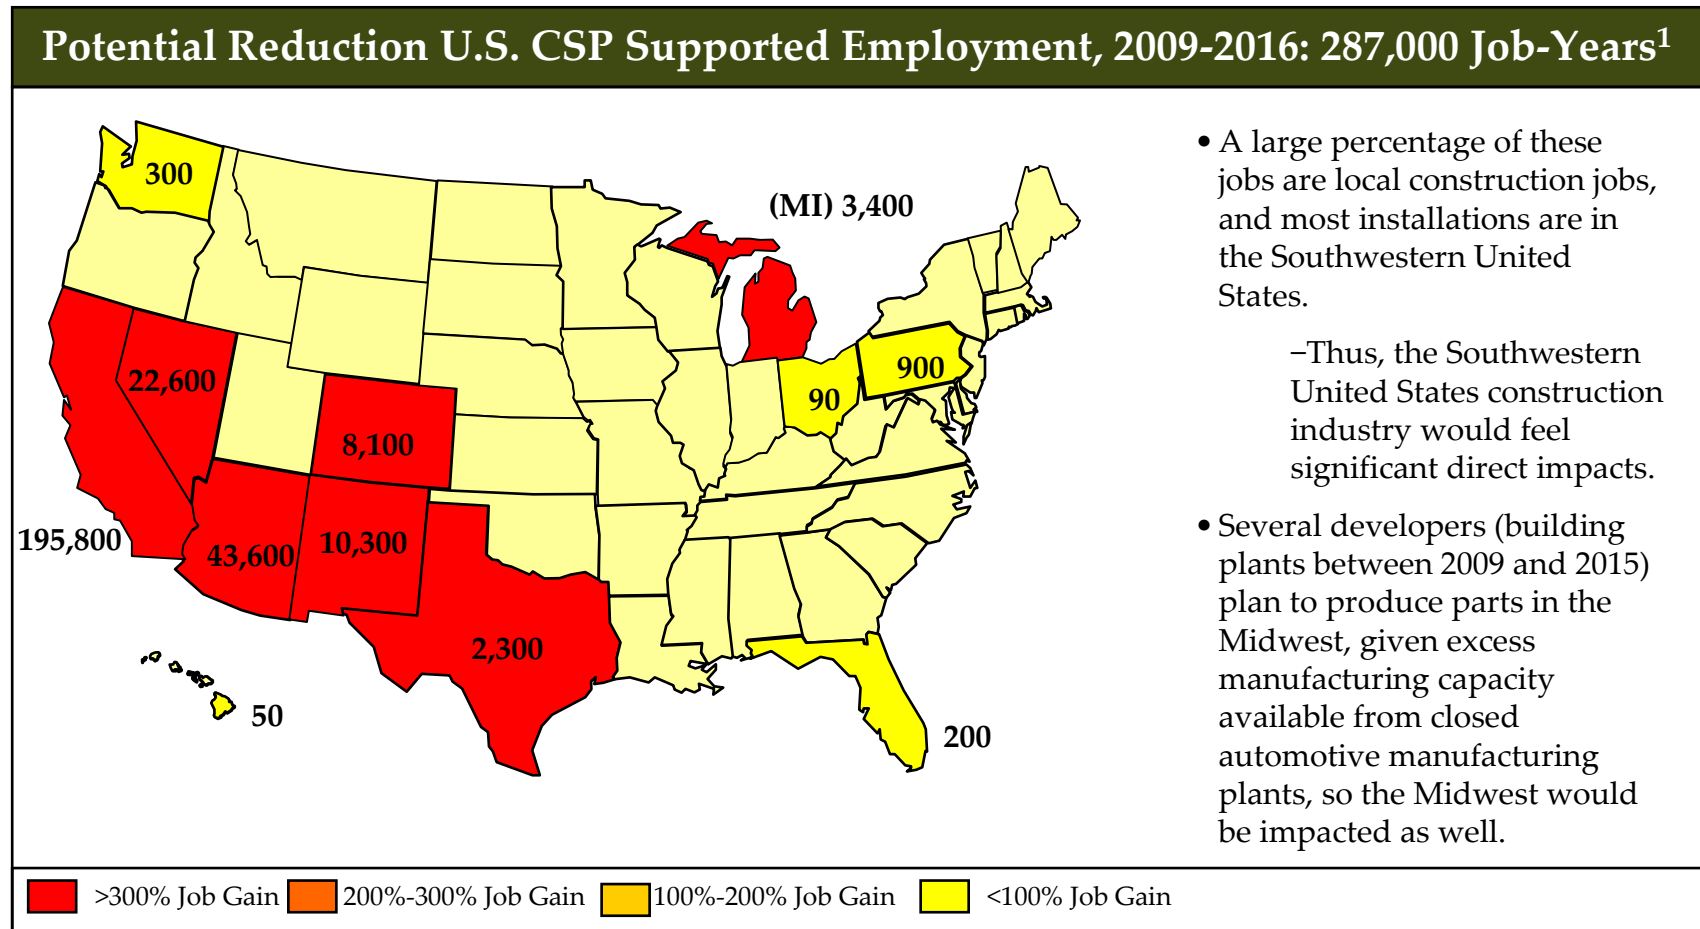 Potential Reduction U.S. CSP Supported Employment, 2009-2016: 287,000 Job-Years1
300
(MI) 3,400
22,600
900
90
8,100
195,800
43,600
10,300
2,300
50
200
• A large percentage of these
jobs are local construction jobs,
and most installations are in
the Southwestern United
States.
−Thus, the Southwestern
United States construction
industry would feel
significant direct impacts.
• Several developers (building
plants between 2009 and 2015)
plan to produce parts in the
Midwest, given excess
manufacturing capacity
available from closed
automotive manufacturing
plants, so the Midwest would
be impacted as well.
>300% Job Gain
200%-300% Job Gain
100%-200% Job Gain
<100% Job Gain